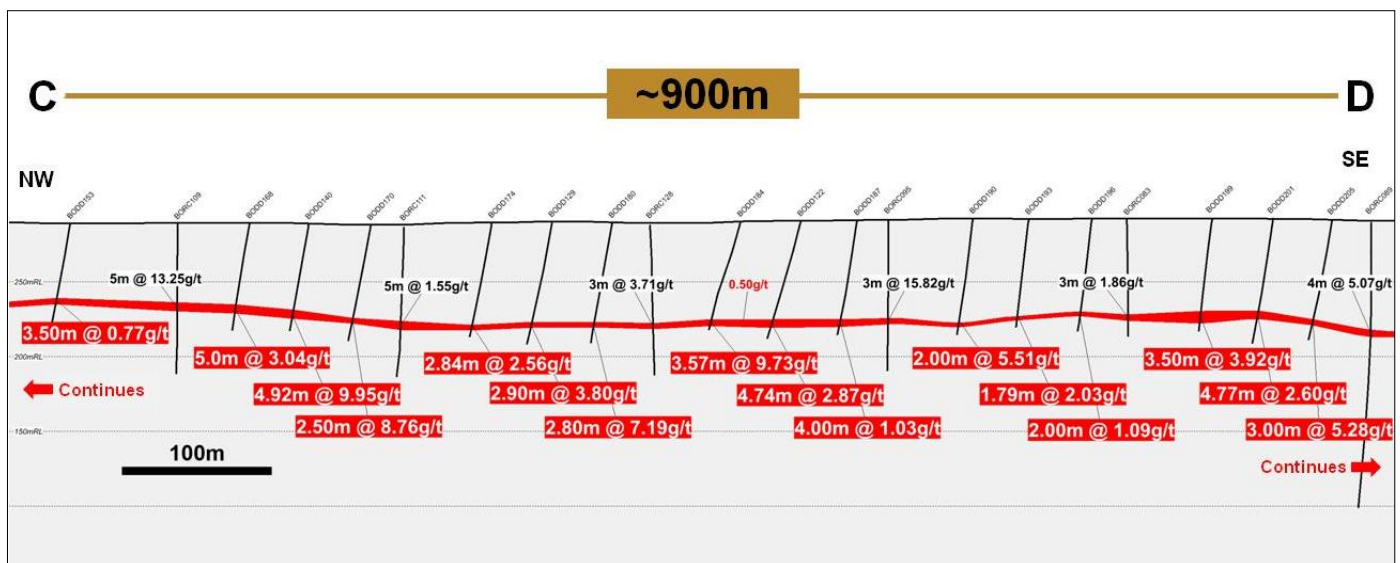 ~900m
C
D
NW
SE
BODD153
BORC109
BODD168
BODD140
BODD170
BORC111
BODD174
BODD129
BODD180
BORC128
BODD184
BODD122
BODD187
BORC095
BODD190
BODD193
BODD196
BORC083
BODD199
BODD201
BODD205
BORC089
250mRL
5m @ 13.25g/t
5m @ 1.55g/t
3m @ 3.71g/t
0.50g/t
3m @ 15.82g/t
3m @ 1.86g/t
4m @ 5.07g/t
3.50m @ 0.77g/t
200mRL
5.0m @ 3.04g/t
2.84m @ 2.56g/t
3.57m @ 9.73g/t
2.00m @ 5.51g/t
3.50m @ 3.92g/t
Continues
4.92m @ 9.95g/t
2.90m @ 3.80g/t
4.74m @ 2.87g/t
1.79m @ 2.03g/t
4.77m @ 2.60g/t
150mRL
2.50m @ 8.76g/t
2.80m @ 7.19g/t
4.00m @ 1.03g/t
2.00m @ 1.09g/t
3.00m @ 5.28g/t
100m
Continues